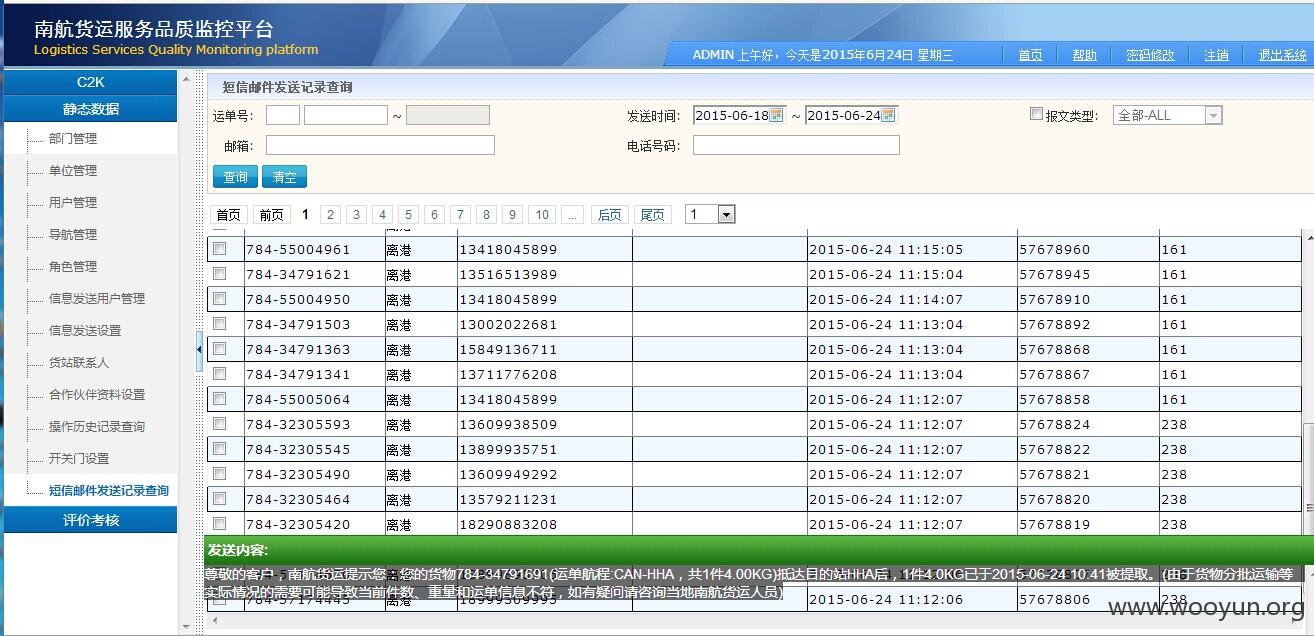 南航货运服务品质监控平台
Logistics Services Quality Monitoring platform
ADMIN 上午好，今天是2015年6月24日 星期三 首页 帮助 密码修改 注销 退出系统
C2K
静态数据
部门管理
单位管理
用户管理
导航管理
角色管理
信息发送用户管理
信息发送设置
货站联系人
合作伙伴资料设置
操作历史记录查询
开关门设置
短信邮件发送记录查询
评价考核
短信邮件发送记录查询
运单号: ~ 发送时间: 2015-06-18 ~ 2015-06-24 报文类型: 全部-ALL
邮箱: 电话号码:
查询 清空
首页 前页 1 2 3 4 5 6 7 8 9 10 ... 后页 尾页 1
784-55004961 离港 13418045899 2015-06-24 11:15:05 57678960 161
784-34791621 离港 13516513989 2015-06-24 11:15:04 57678945 161
784-55004950 离港 13418045899 2015-06-24 11:14:07 57678910 161
784-34791503 离港 13002022681 2015-06-24 11:13:04 57678892 161
784-34791363 离港 15849136711 2015-06-24 11:13:04 57678868 161
784-34791341 离港 13711776208 2015-06-24 11:13:04 57678867 161
784-55005064 离港 13418045899 2015-06-24 11:12:07 57678858 161
784-32305593 离港 13609938509 2015-06-24 11:12:07 57678824 238
784-32305545 离港 13899935751 2015-06-24 11:12:07 57678822 238
784-32305490 离港 13609949292 2015-06-24 11:12:07 57678821 238
784-32305464 离港 13579211231 2015-06-24 11:12:07 57678820 238
784-32305420 离港 18290883208 2015-06-24 11:12:07 57678819 238
发送内容:
尊敬的客户，南航货运提示您：您的货物784-34791691(运单航程:CAN-HHA，共1件4.00KG)抵达目的站HHA后，1件4.0KG已于2015-06-24 10:41被提取。(由于货物分批运输等
实际情况的需要可能导致当前件数、重量和运单信息不符，如有疑问请咨询当地南航货运人员)
784-57174445 离港 18999309995 2015-06-24 11:12:06 57678806 238
www.wooyun.org